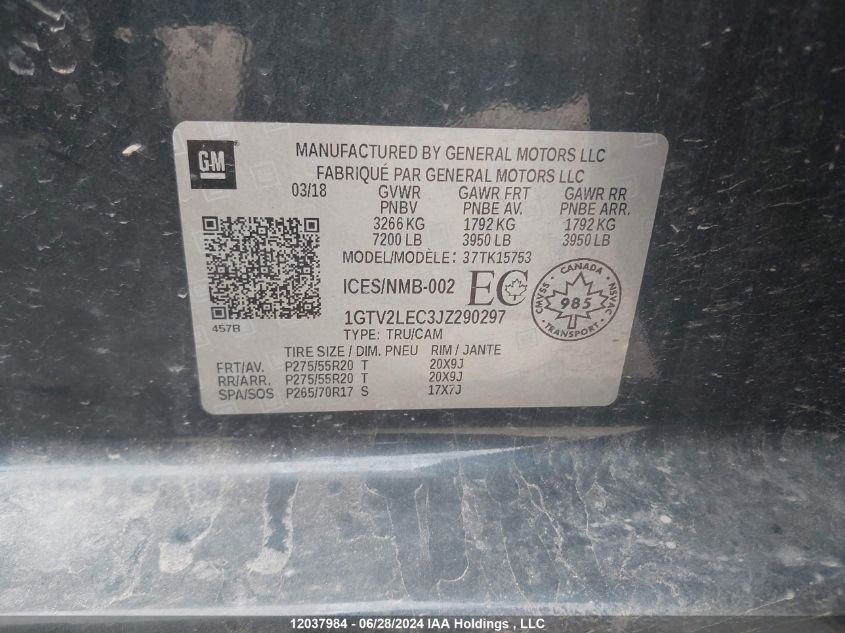 GM
MANUFACTURED BY GENERAL MOTORS LLC
FABRIQUÉ PAR GENERAL MOTORS LLC
03/18 GVWR GAWR FRT GAWR RR
PNBV PNBE AV. PNBE ARR.
3266 KG 1792 KG 1792 KG
7200 LB 3950 LB 3950 LB
MODEL/MODÈLE: 37TK15753
ICES/NMB-002 EC
CANADA
CMVSS 985 NSVAC
1GTV2LEC3JZ290297
457B
TYPE: TRU/CAM
TIRE SIZE / DIM. PNEU RIM / JANTE
FRT/AV. P275/55R20 T 20X9J
RR/ARR. P275/55R20 T 20X9J
SPA/SOS P265/70R17 S 17X7J
12037984 - 06/28/2024 IAA Holdings , LLC